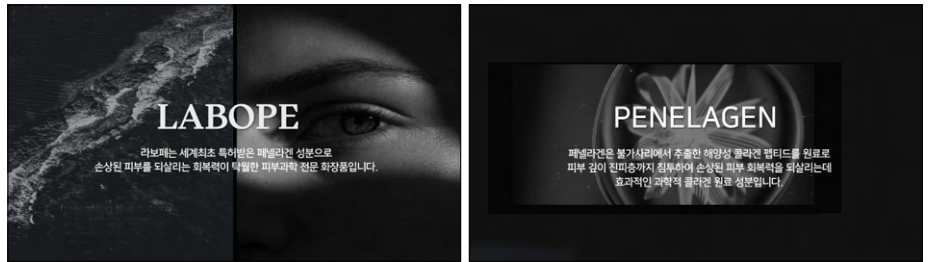 LABOPE
라보페는 세계최초 특허받은 페넬라겐 성분으로
손상된 피부를 되살리는 회복력이 탁월한 피부과학 전문 화장품입니다.
PENELAGEN
페넬라겐은 불가사리에서 추출한 해양성 콜라겐 펩티드를 원료로
피부 깊이 진피층까지 침투하여 손상된 피부 회복력을 되살리는데
효과적인 과학적 콜라겐 원료 성분입니다.